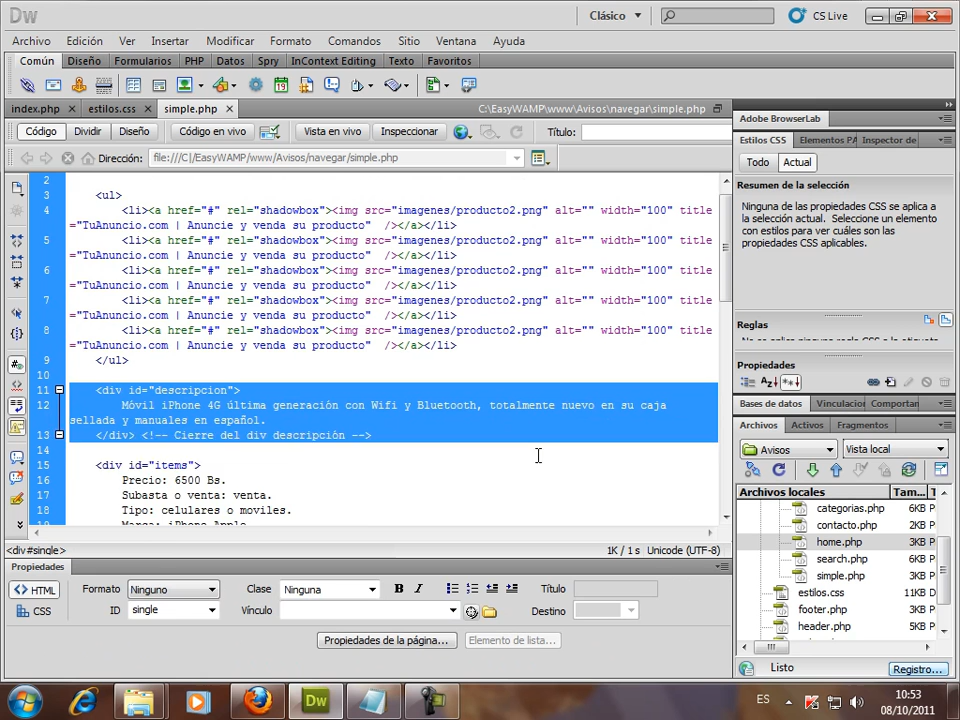 Dw
Clásico
CS Live
Archivo Edición Ver Insertar Modificar Formato Comandos Sitio Ventana Ayuda
Común Diseño Formularios PHP Datos Spry InContext Editing Texto Favoritos
index.php estilos.css simple.php C:\EasyWAMP\www\Avisos\navegar\simple.php
Código Dividir Diseño Código en vivo Vista en vivo Inspeccionar Título:
Dirección: file:///C|/EasyWAMP/www/Avisos/navegar/simple.php
2
3 <ul>
4 <li><a href="#" rel="shadowbox"><img src="imagenes/producto2.png" alt="" width="100" title
="TuAnuncio.com | Anuncie y venda su producto" /></a></li>
5 <li><a href="#" rel="shadowbox"><img src="imagenes/producto2.png" alt="" width="100" title
="TuAnuncio.com | Anuncie y venda su producto" /></a></li>
6 <li><a href="#" rel="shadowbox"><img src="imagenes/producto2.png" alt="" width="100" title
="TuAnuncio.com | Anuncie y venda su producto" /></a></li>
7 <li><a href="#" rel="shadowbox"><img src="imagenes/producto2.png" alt="" width="100" title
="TuAnuncio.com | Anuncie y venda su producto" /></a></li>
8 <li><a href="#" rel="shadowbox"><img src="imagenes/producto2.png" alt="" width="100" title
="TuAnuncio.com | Anuncie y venda su producto" /></a></li>
9 </ul>
10
11 <div id="descripcion">
12 Móvil iPhone 4G última generación con Wifi y Bluetooth, totalmente nuevo en su caja
sellada y manuales en español.
13 </div> <!-- Cierre del div descripción -->
14
15 <div id="items">
16 Precio: 6500 Bs.
17 Subasta o venta: venta.
18 Tipo: celulares o moviles.
19 Marca: iPhone Apple
<div#single> 1K / 1 s Unicode (UTF-8)
Propiedades
HTML Formato Ninguno Clase Ninguna B I Título
CSS ID single Vínculo Destino
Propiedades de la página... Elemento de lista...
Adobe BrowserLab
Estilos CSS Elementos PA Inspector de
Todo Actual
Resumen de la selección
Ninguna de las propiedades CSS se aplica a
la selección actual. Seleccione un elemento
con estilos para ver cuáles son las
propiedades CSS aplicables.
Reglas
Propiedades
Bases de datos Vinculacion Comportan
Archivos Activos Fragmentos
Avisos Vista local
Archivos locales Tam... T
categorias.php 6KB P
contacto.php 2KB P
home.php 3KB P
search.php 6KB P
simple.php 3KB P
estilos.css 11KB
footer.php 3KB P
header.php 5KB P
Listo Registro...
ES 10:53
08/10/2011